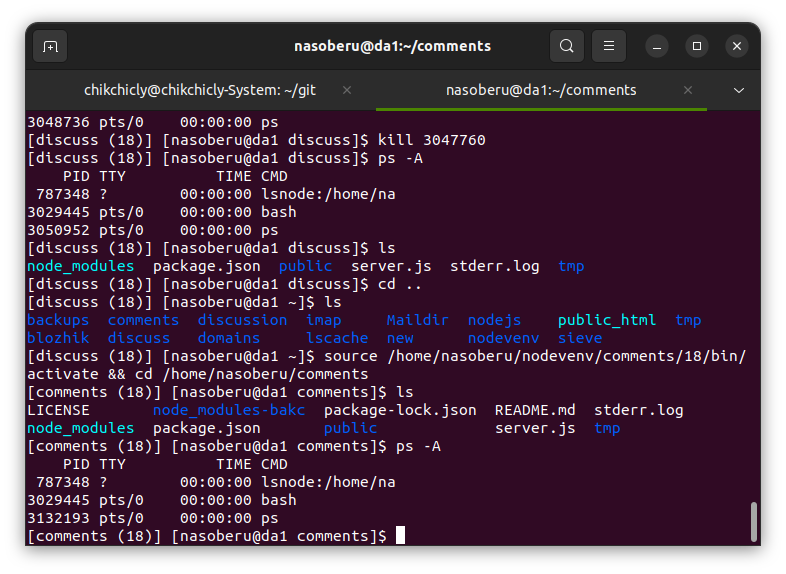 nasoberu@da1:~/comments
chikchicly@chikchicly-System: ~/git
nasoberu@da1:~/comments
3048736 pts/0    00:00:00 ps
[discuss (18)] [nasoberu@da1 discuss]$ kill 3047760
[discuss (18)] [nasoberu@da1 discuss]$ ps -A
    PID TTY          TIME CMD
 787348 ?        00:00:00 lsnode:/home/na
3029445 pts/0    00:00:00 bash
3050952 pts/0    00:00:00 ps
[discuss (18)] [nasoberu@da1 discuss]$ ls
node_modules  package.json  public  server.js  stderr.log  tmp
[discuss (18)] [nasoberu@da1 discuss]$ cd ..
[discuss (18)] [nasoberu@da1 ~]$ ls
backups  comments  discussion  imap     Maildir  nodejs    public_html  tmp
blozhik  discuss   domains     lscache  new      nodevenv  sieve
[discuss (18)] [nasoberu@da1 ~]$ source /home/nasoberu/nodevenv/comments/18/bin/
activate && cd /home/nasoberu/comments
[comments (18)] [nasoberu@da1 comments]$ ls
LICENSE       node_modules-bakc  package-lock.json  README.md  stderr.log
node_modules  package.json       public             server.js  tmp
[comments (18)] [nasoberu@da1 comments]$ ps -A
    PID TTY          TIME CMD
 787348 ?        00:00:00 lsnode:/home/na
3029445 pts/0    00:00:00 bash
3132193 pts/0    00:00:00 ps
[comments (18)] [nasoberu@da1 comments]$